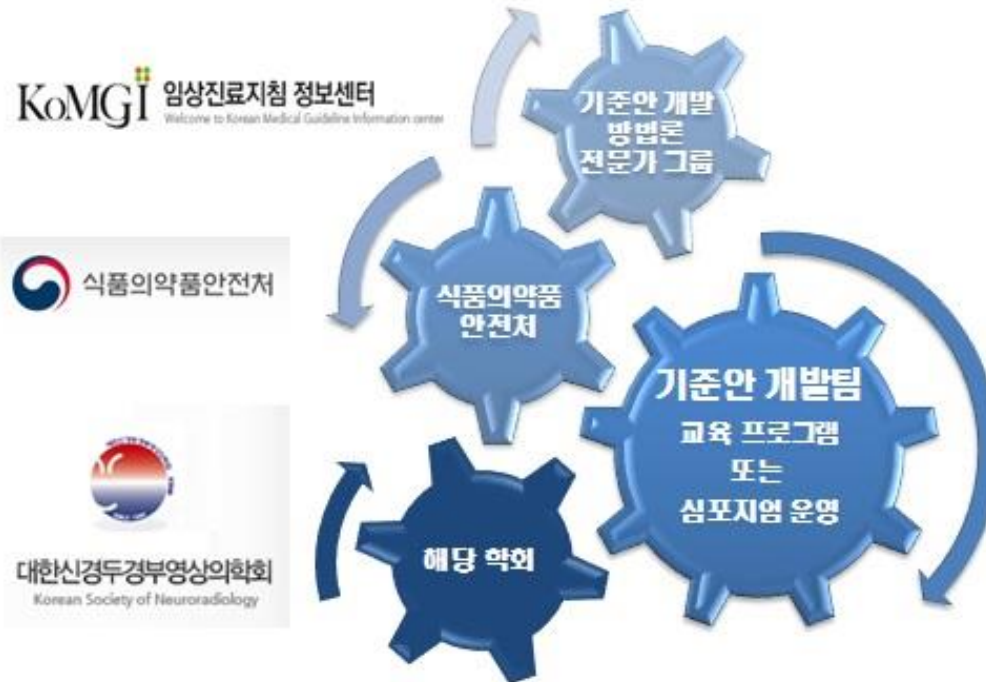 KoMGI 임상진료지침 정보센터
Welcome to Korean Medical Guideline Information center
기준안 개발
방법론
전문가 그룹
식품의약품안전처
식품의약품
안전처
기준안 개발팀
교육 프로그램
또는
심포지엄 운영
해당 학회
대한신경두경부영상의학회
Korean Society of Neuroradiology